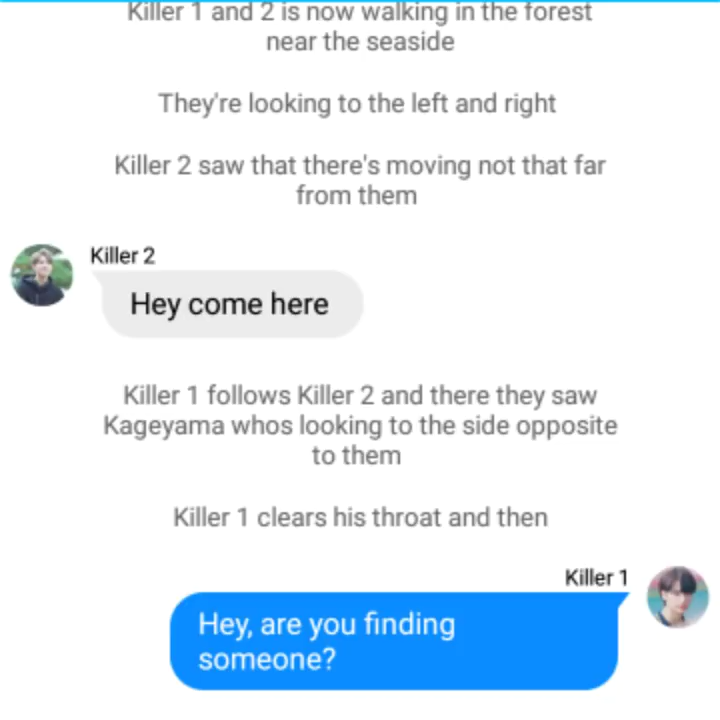 Killer 1 and 2 is now walking in the forest
near the seaside
They're looking to the left and right
Killer 2 saw that there's moving not that far
from them
Killer 2
Hey come here
Killer 1 follows Killer 2 and there they saw
Kageyama whos looking to the side opposite
to them
Killer 1 clears his throat and then
Killer 1
Hey, are you finding
someone?